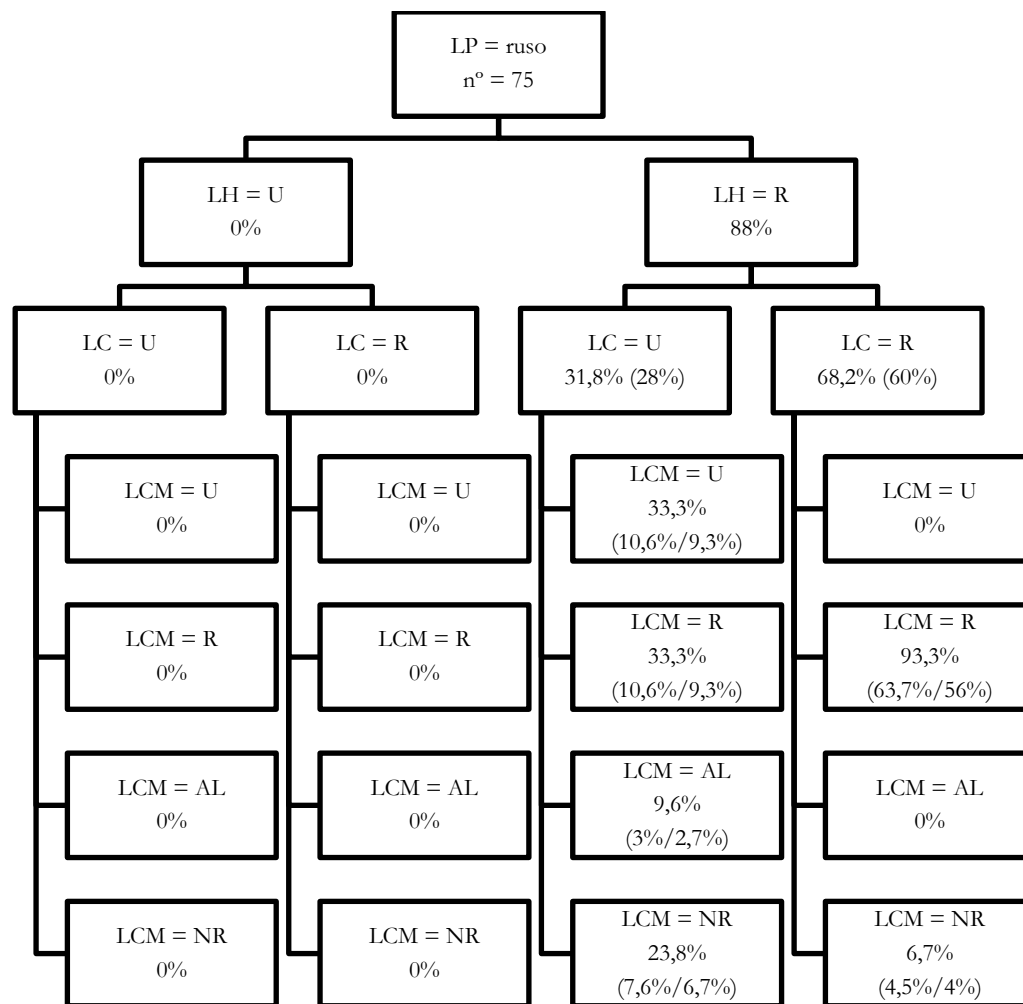 LP = ruso
nº = 75
LH = U
0%
LH = R
88%
LC = U
0%
LC = R
0%
LC = U
31,8% (28%)
LC = R
68,2% (60%)
LCM = U
0%
LCM = U
0%
LCM = U
33,3%
(10,6%/9,3%)
LCM = U
0%
LCM = R
0%
LCM = R
0%
LCM = R
33,3%
(10,6%/9,3%)
LCM = R
93,3%
(63,7%/56%)
LCM = AL
0%
LCM = AL
0%
LCM = AL
9,6%
(3%/2,7%)
LCM = AL
0%
LCM = NR
0%
LCM = NR
0%
LCM = NR
23,8%
(7,6%/6,7%)
LCM = NR
6,7%
(4,5%/4%)